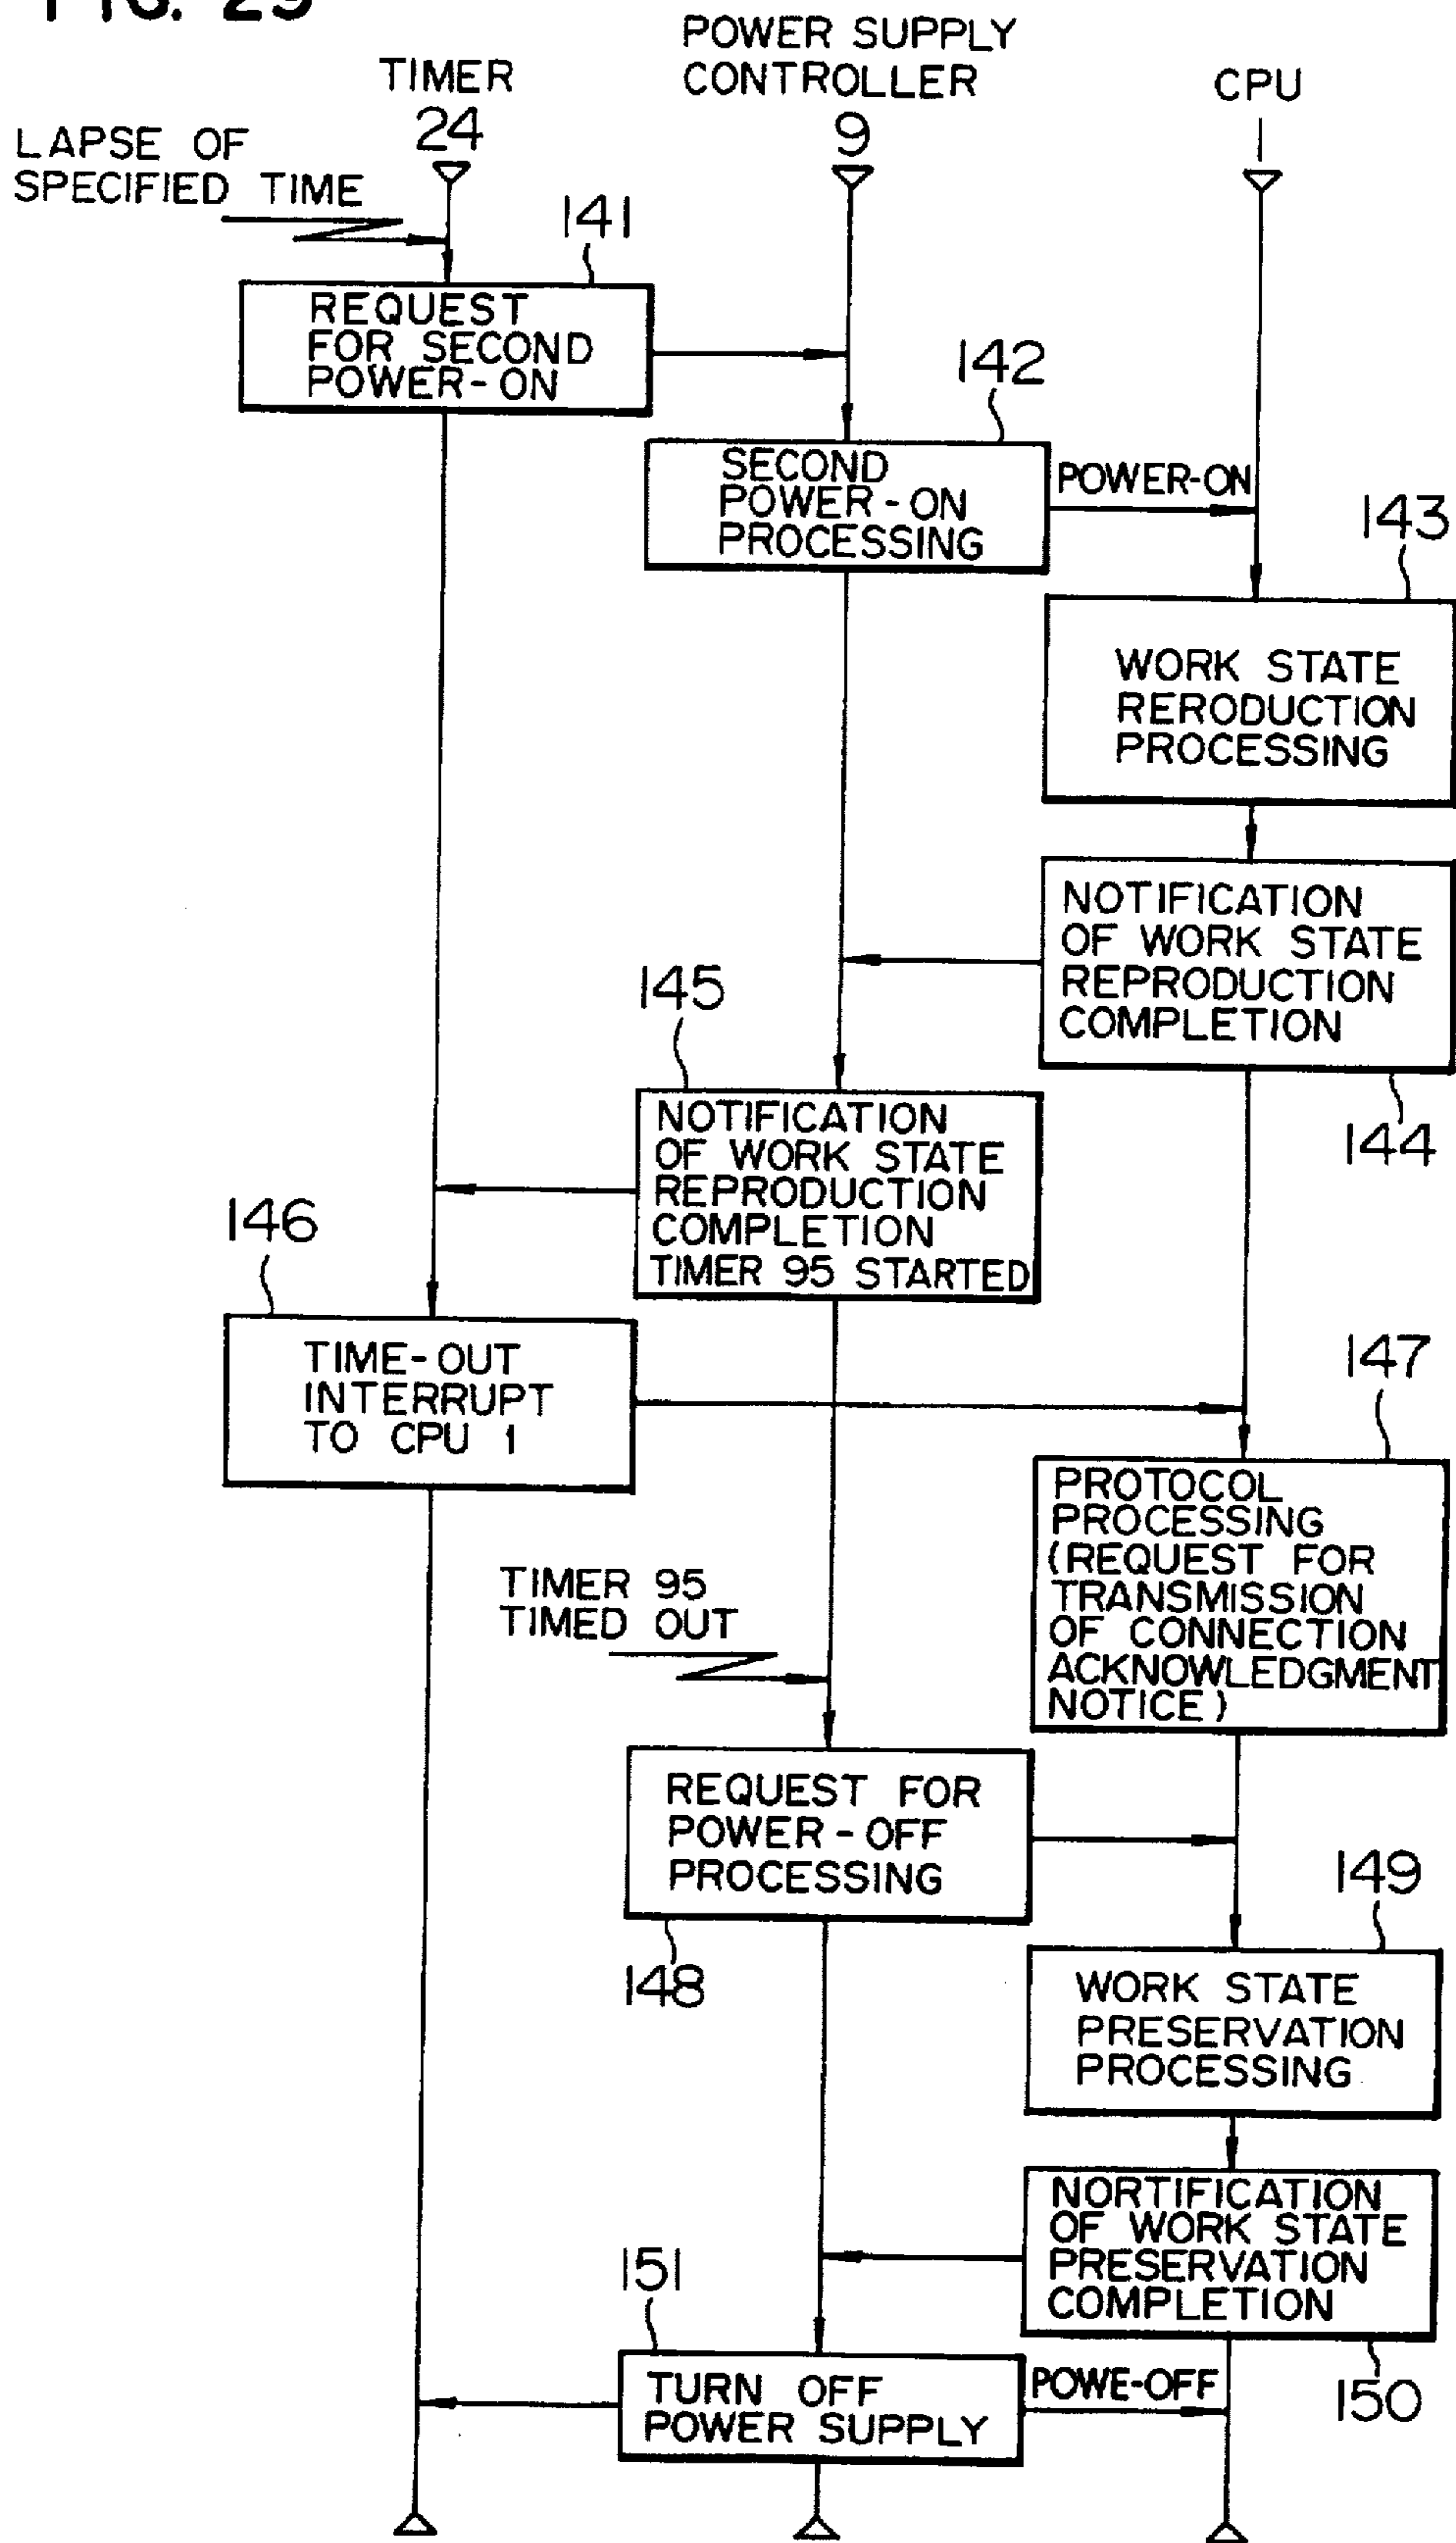 FIG. 29
TIMER
24
POWER SUPPLY
CONTROLLER
9
CPU
1
LAPSE OF
SPECIFIED TIME
141
REQUEST
FOR SECOND
POWER-ON
142
SECOND
POWER-ON
PROCESSING
POWER-ON
143
WORK STATE
RERODUCTION
PROCESSING
NOTIFICATION
OF WORK STATE
REPRODUCTION
COMPLETION
144
145
NOTIFICATION
OF WORK STATE
REPRODUCTION
COMPLETION
TIMER 95 STARTED
146
TIME-OUT
INTERRUPT
TO CPU 1
147
PROTOCOL
PROCESSING
(REQUEST FOR
TRANSMISSION
OF CONNECTION
ACKNOWLEDGMENT
NOTICE)
TIMER 95
TIMED OUT
REQUEST FOR
POWER-OFF
PROCESSING
148
149
WORK STATE
PRESERVATION
PROCESSING
NORTIFICATION
OF WORK STATE
PRESERVATION
COMPLETION
150
151
TURN OFF
POWER SUPPLY
POWE-OFF